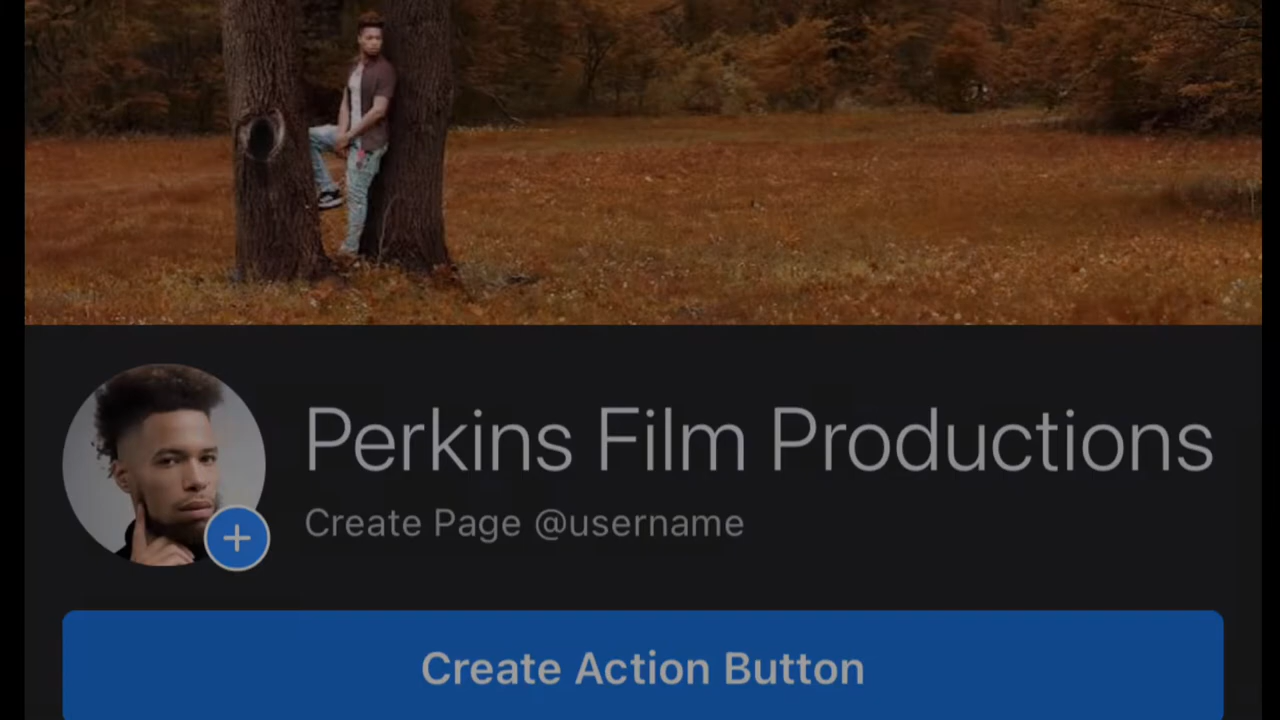 Perkins Film Productions
Create Page @username
Create Action Button